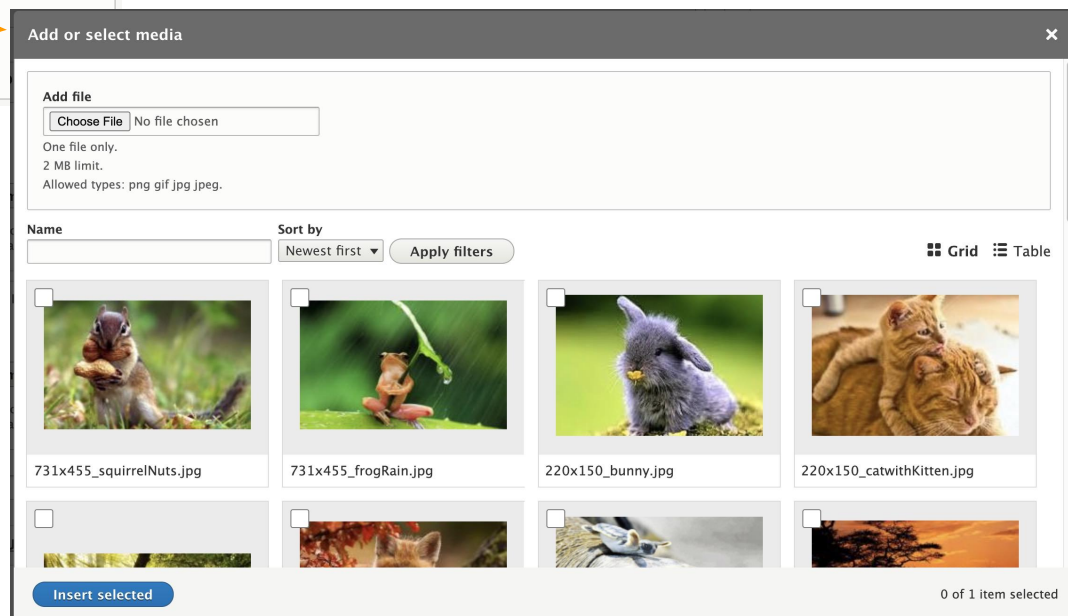 Add or select media
Add file
Choose File No file chosen
One file only.
2 MB limit.
Allowed types: png gif jpg jpeg.
Name
Sort by
Newest first
Apply filters
Grid
Table
731x455_squirrelNuts.jpg
731x455_frogRain.jpg
220x150_bunny.jpg
220x150_catwithKitten.jpg
Insert selected
0 of 1 item selected